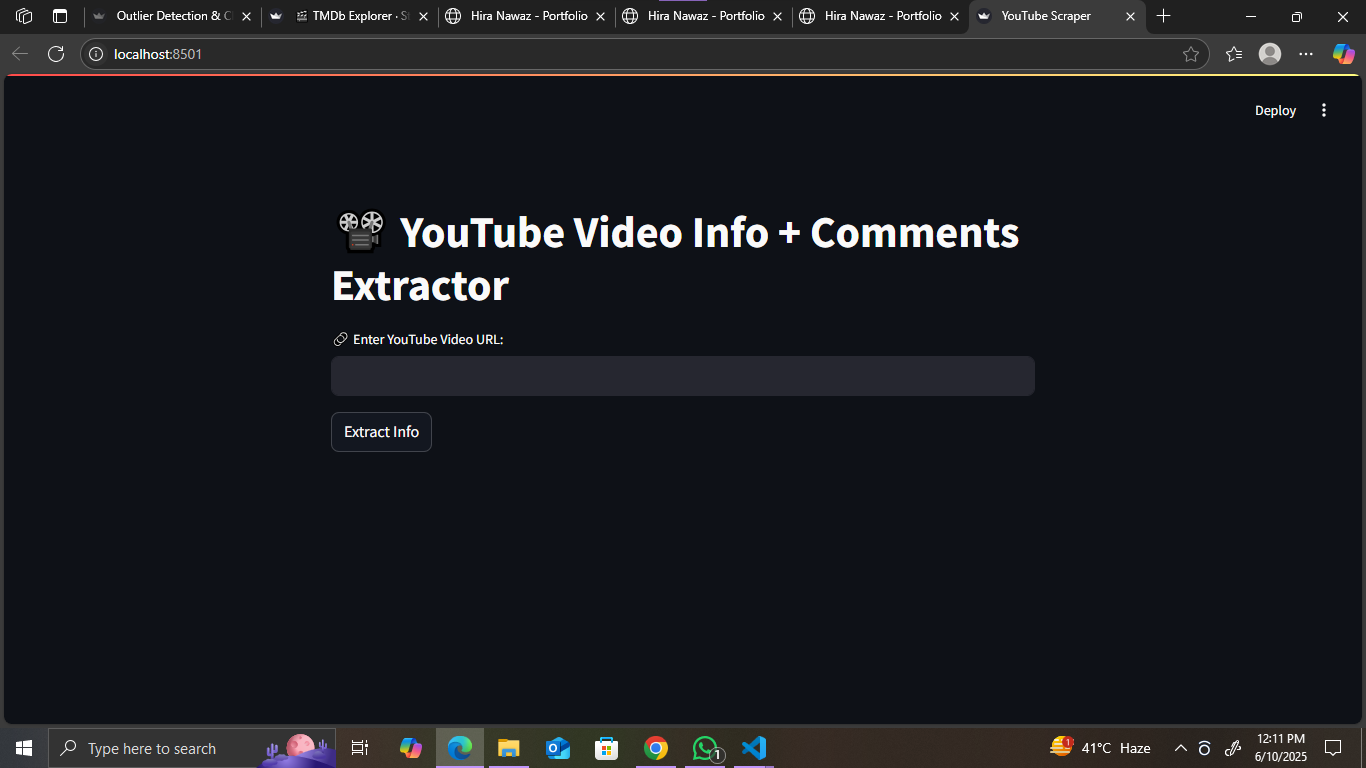 Outlier Detection & C
TMDb Explorer · S
Hira Nawaz - Portfolio
Hira Nawaz - Portfolio
Hira Nawaz - Portfolio
YouTube Scraper
localhost:8501
Deploy
YouTube Video Info + Comments
Extractor
Enter YouTube Video URL:
Extract Info
Type here to search
1
1
41°C Haze
12:11 PM
6/10/2025